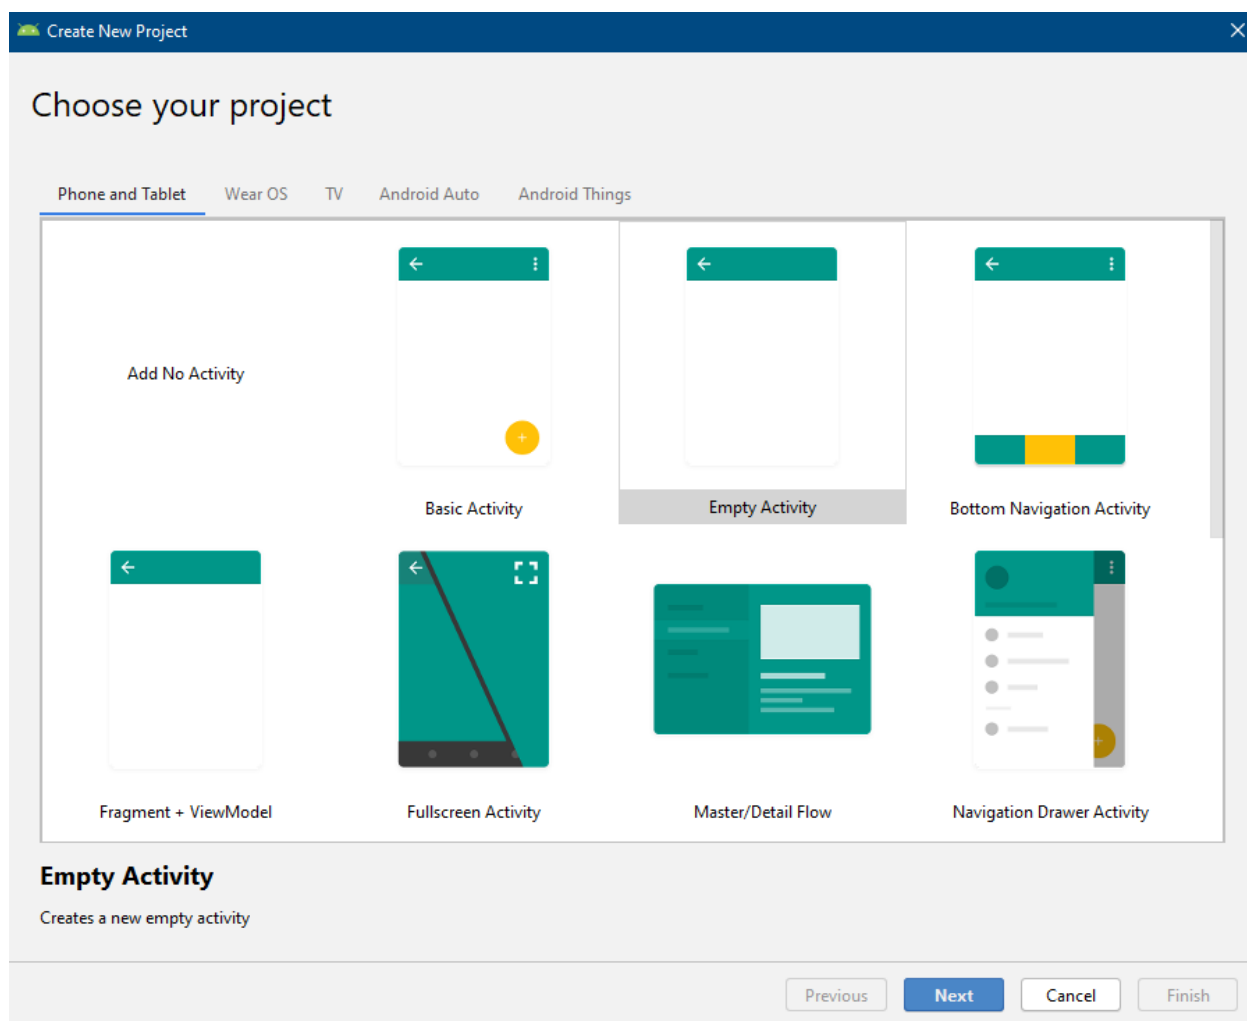 Create New Project
Choose your project
Phone and Tablet
Wear OS
TV
Android Auto
Android Things
Add No Activity
Basic Activity
Empty Activity
Bottom Navigation Activity
Fragment + ViewModel
Fullscreen Activity
Master/Detail Flow
Navigation Drawer Activity
Empty Activity
Creates a new empty activity
Previous
Next
Cancel
Finish